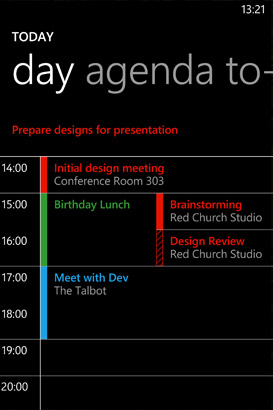 13:21
TODAY
day agenda to-
Prepare designs for presentation
14:00
Initial design meeting
Conference Room 303
15:00
Birthday Lunch
Brainstorming
Red Church Studio
16:00
Design Review
Red Church Studio
17:00
Meet with Dev
The Talbot
18:00
19:00
20:00